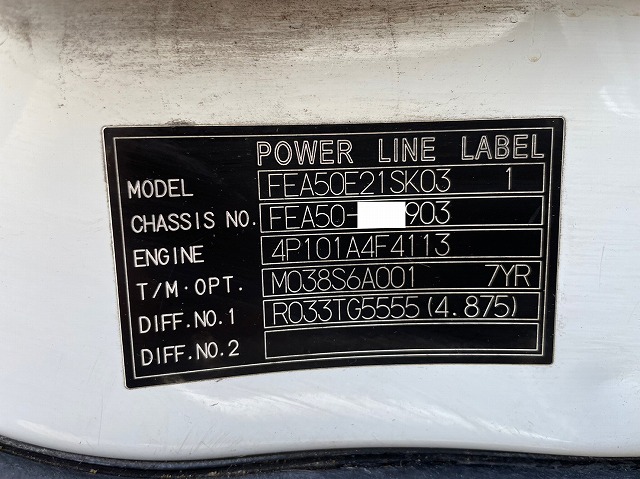 POWER LINE LABEL
MODEL FEA50E21SK03 1
CHASSIS NO. FEA50- 903
ENGINE 4P101A4F4113
T/M・OPT. M038S6A001 7YR
DIFF.NO.1 R033TG5555(4.875)
DIFF.NO.2